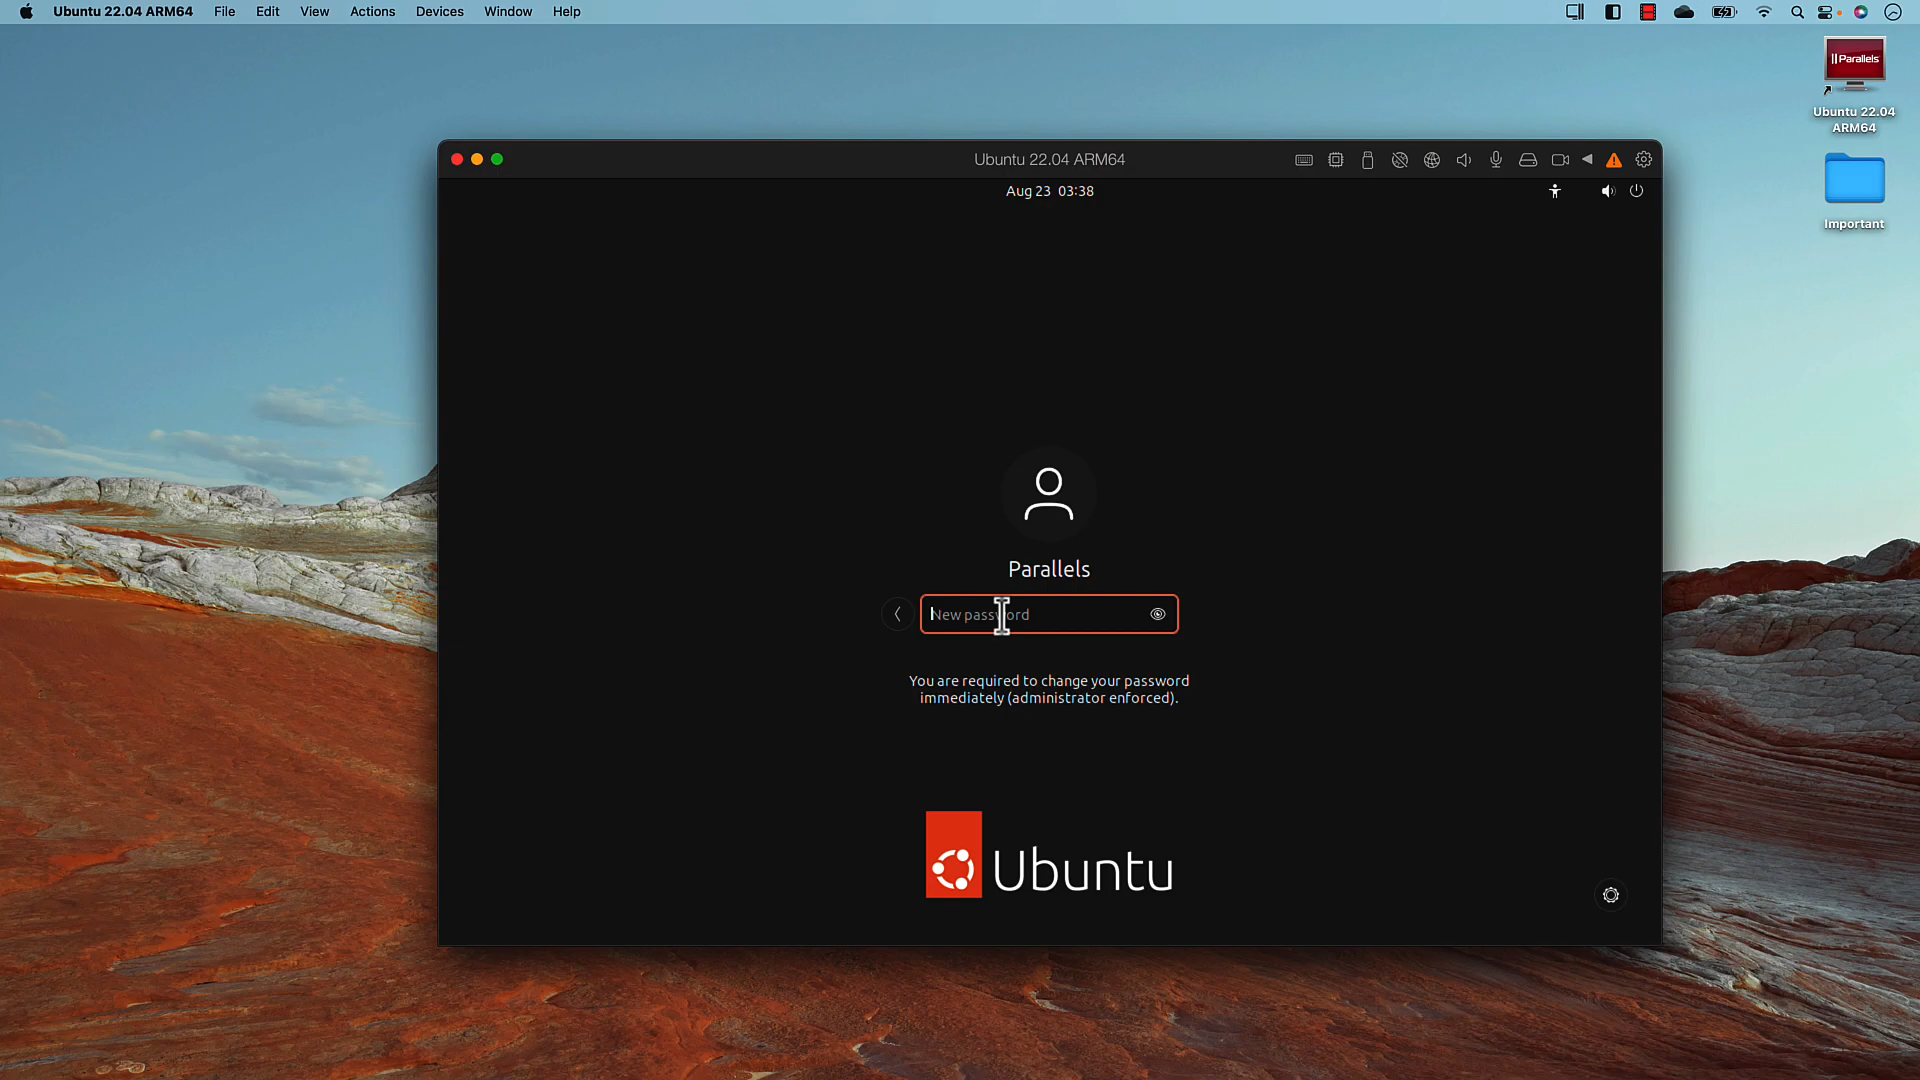 Ubuntu 22.04 ARM64 File Edit View Actions Devices Window Help
Parallels
Ubuntu 22.04
ARM64
Important
Ubuntu 22.04 ARM64
Aug 23 03:38
Parallels
New password
You are required to change your password
immediately (administrator enforced).
Ubuntu